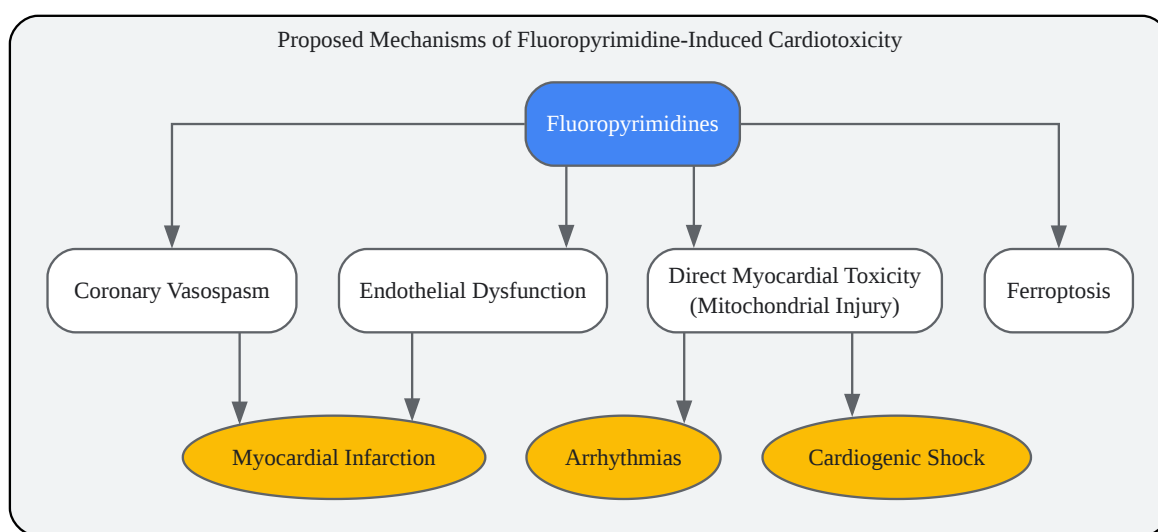 Proposed Mechanisms of Fluoropyrimidine-Induced Cardiotoxicity
Fluoropyrimidines
Coronary Vasospasm
Endothelial Dysfunction
Direct Myocardial Toxicity
(Mitochondrial Injury)
Ferroptosis
Myocardial Infarction
Arrhythmias
Cardiogenic Shock